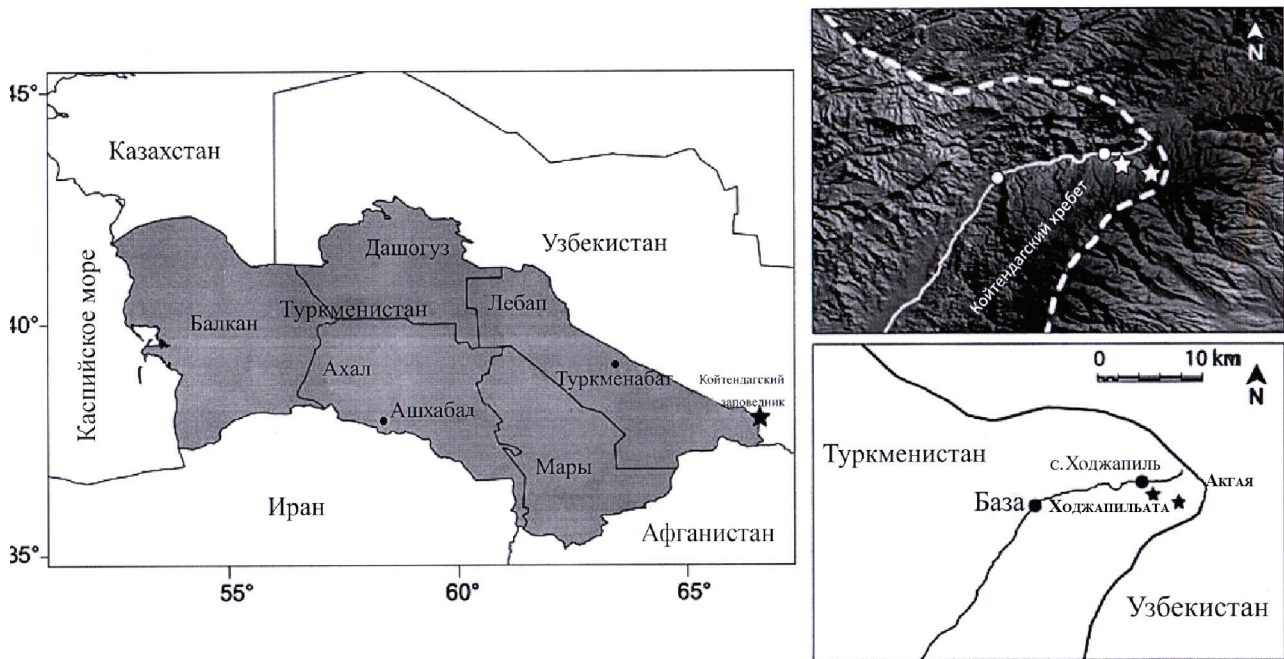 45°
40°
35°
55°
60°
65°
Казахстан
Узбекистан
Каспийское море
Дашогуз
Туркменистан
Лебап
Балкан
Ахал
Туркменабат
Койтендагский
заповедник
Ашхабад
Мары
Иран
Афганистан
N
Койтендагский хребет
0 10 km
N
Туркменистан
с.Ходжапиль
Акгая
База
Ходжапильата
Узбекистан